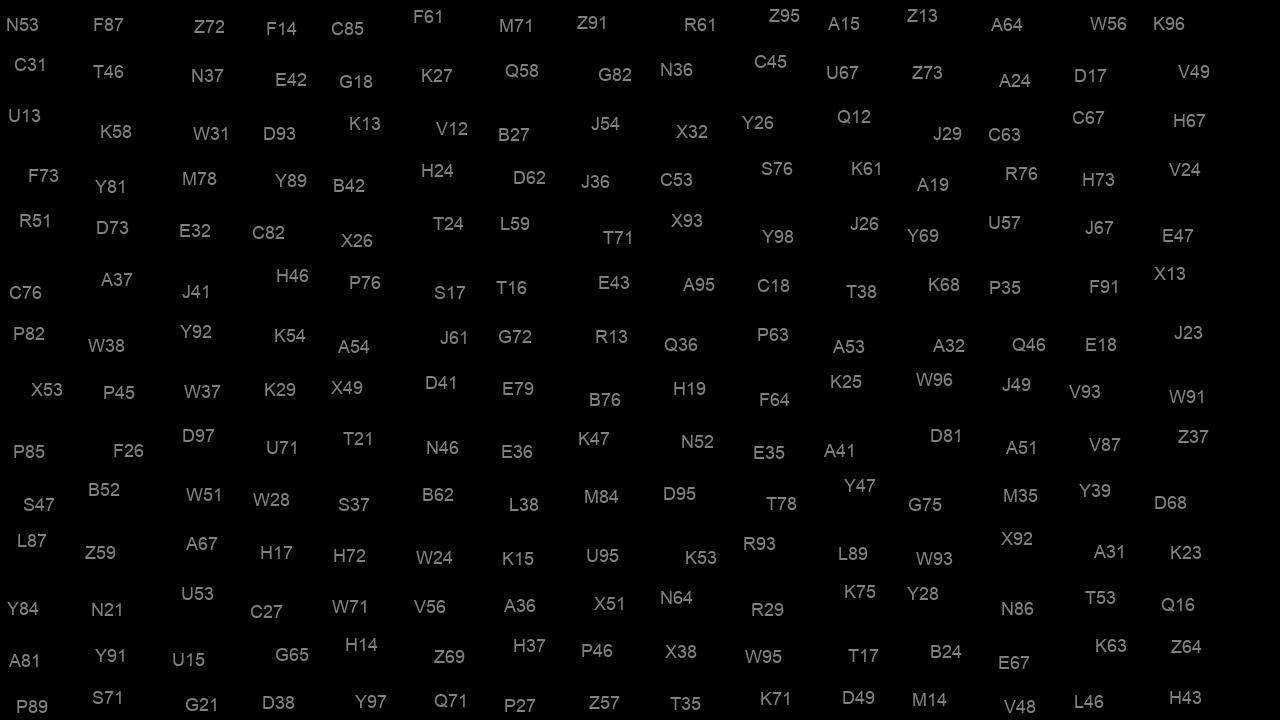 N53 F87 Z72 F14 C85 F61 M71 Z91 R61 Z95 A15 Z13 A64 W56 K96
C31 T46 N37 E42 G18 K27 Q58 G82 N36 C45 U67 Z73 A24 D17 V49
U13 K58 W31 D93 K13 V12 B27 J54 X32 Y26 Q12 J29 C63 C67 H67
F73 Y81 M78 Y89 B42 H24 D62 J36 C53 S76 K61 A19 R76 H73 V24
R51 D73 E32 C82 X26 T24 L59 T71 X93 Y98 J26 Y69 U57 J67 E47
C76 A37 J41 H46 P76 S17 T16 E43 A95 C18 T38 K68 P35 F91 X13
P82 W38 Y92 K54 A54 J61 G72 R13 Q36 P63 A53 A32 Q46 E18 J23
X53 P45 W37 K29 X49 D41 E79 B76 H19 F64 K25 W96 J49 V93 W91
P85 F26 D97 U71 T21 N46 E36 K47 N52 E35 A41 D81 A51 V87 Z37
S47 B52 W51 W28 S37 B62 L38 M84 D95 T78 Y47 G75 M35 Y39 D68
L87 Z59 A67 H17 H72 W24 K15 U95 K53 R93 L89 W93 X92 A31 K23
Y84 N21 U53 C27 W71 V56 A36 X51 N64 R29 K75 Y28 N86 T53 Q16
A81 Y91 U15 G65 H14 Z69 H37 P46 X38 W95 T17 B24 E67 K63 Z64
P89 S71 G21 D38 Y97 Q71 P27 Z57 T35 K71 D49 M14 V48 L46 H43